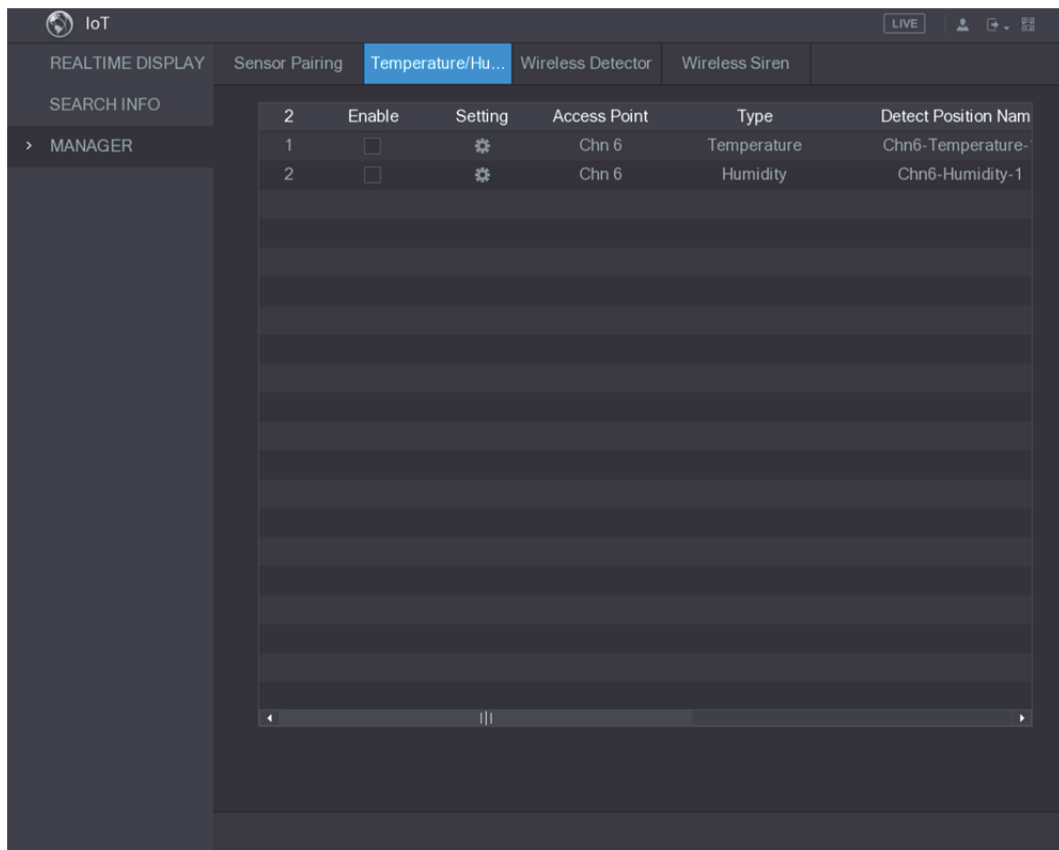 IoT LIVE
REALTIME DISPLAY
SEARCH INFO
MANAGER
Sensor Pairing Temperature/Hu... Wireless Detector Wireless Siren
2 Enable Setting Access Point Type Detect Position Nam
1 Chn 6 Temperature Chn6-Temperature-
2 Chn 6 Humidity Chn6-Humidity-1